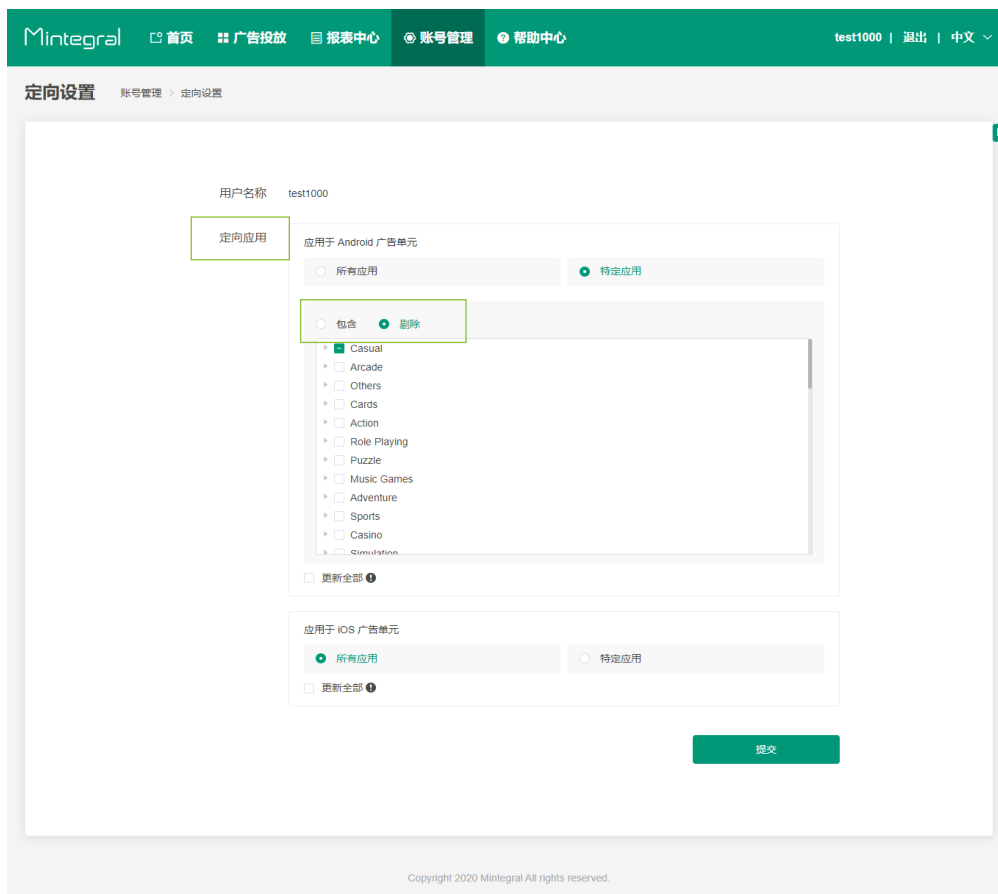 Mintegral 首页 广告投放 报表中心 账号管理 帮助中心 test1000 | 退出 | 中文
定向设置 账号管理 > 定向设置
用户名称 test1000
定向应用
应用于 Android 广告单元
所有应用 特定应用
包含 剔除
Casual
Arcade
Others
Cards
Action
Role Playing
Puzzle
Music Games
Adventure
Sports
Casino
Simulation
更新全部
应用于 iOS 广告单元
所有应用 特定应用
更新全部
提交
Copyright 2020 Mintegral All rights reserved.